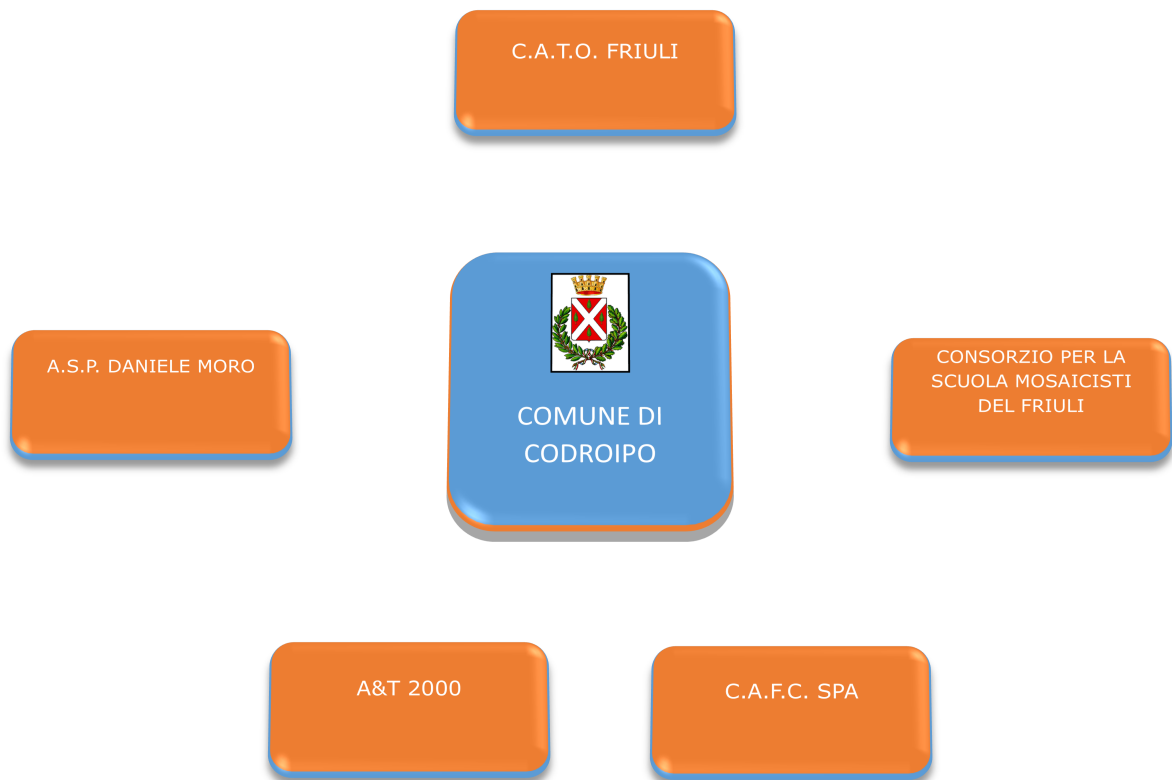 C.A.T.O. FRIULI
COMUNE DI
CODROIPO
A.S.P. DANIELE MORO
CONSORZIO PER LA
SCUOLA MOSAICISTI
DEL FRIULI
A&T 2000
C.A.F.C. SPA